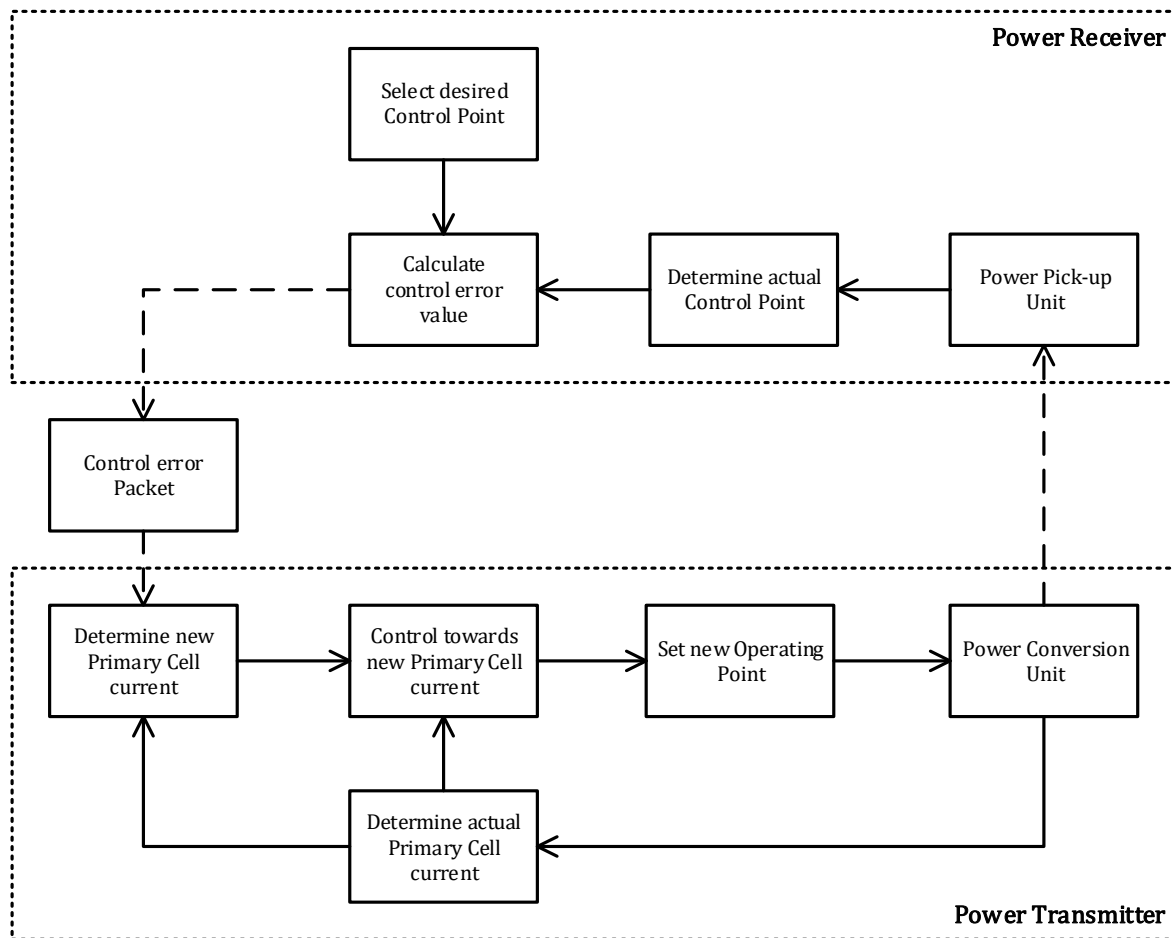 Power Receiver
Select desired
Control Point
Calculate
control error
value
Determine actual
Control Point
Power Pick-up
Unit
Control error
Packet
Determine new
Primary Cell
current
Control towards
new Primary Cell
current
Set new Operating
Point
Power Conversion
Unit
Determine actual
Primary Cell
current
Power Transmitter